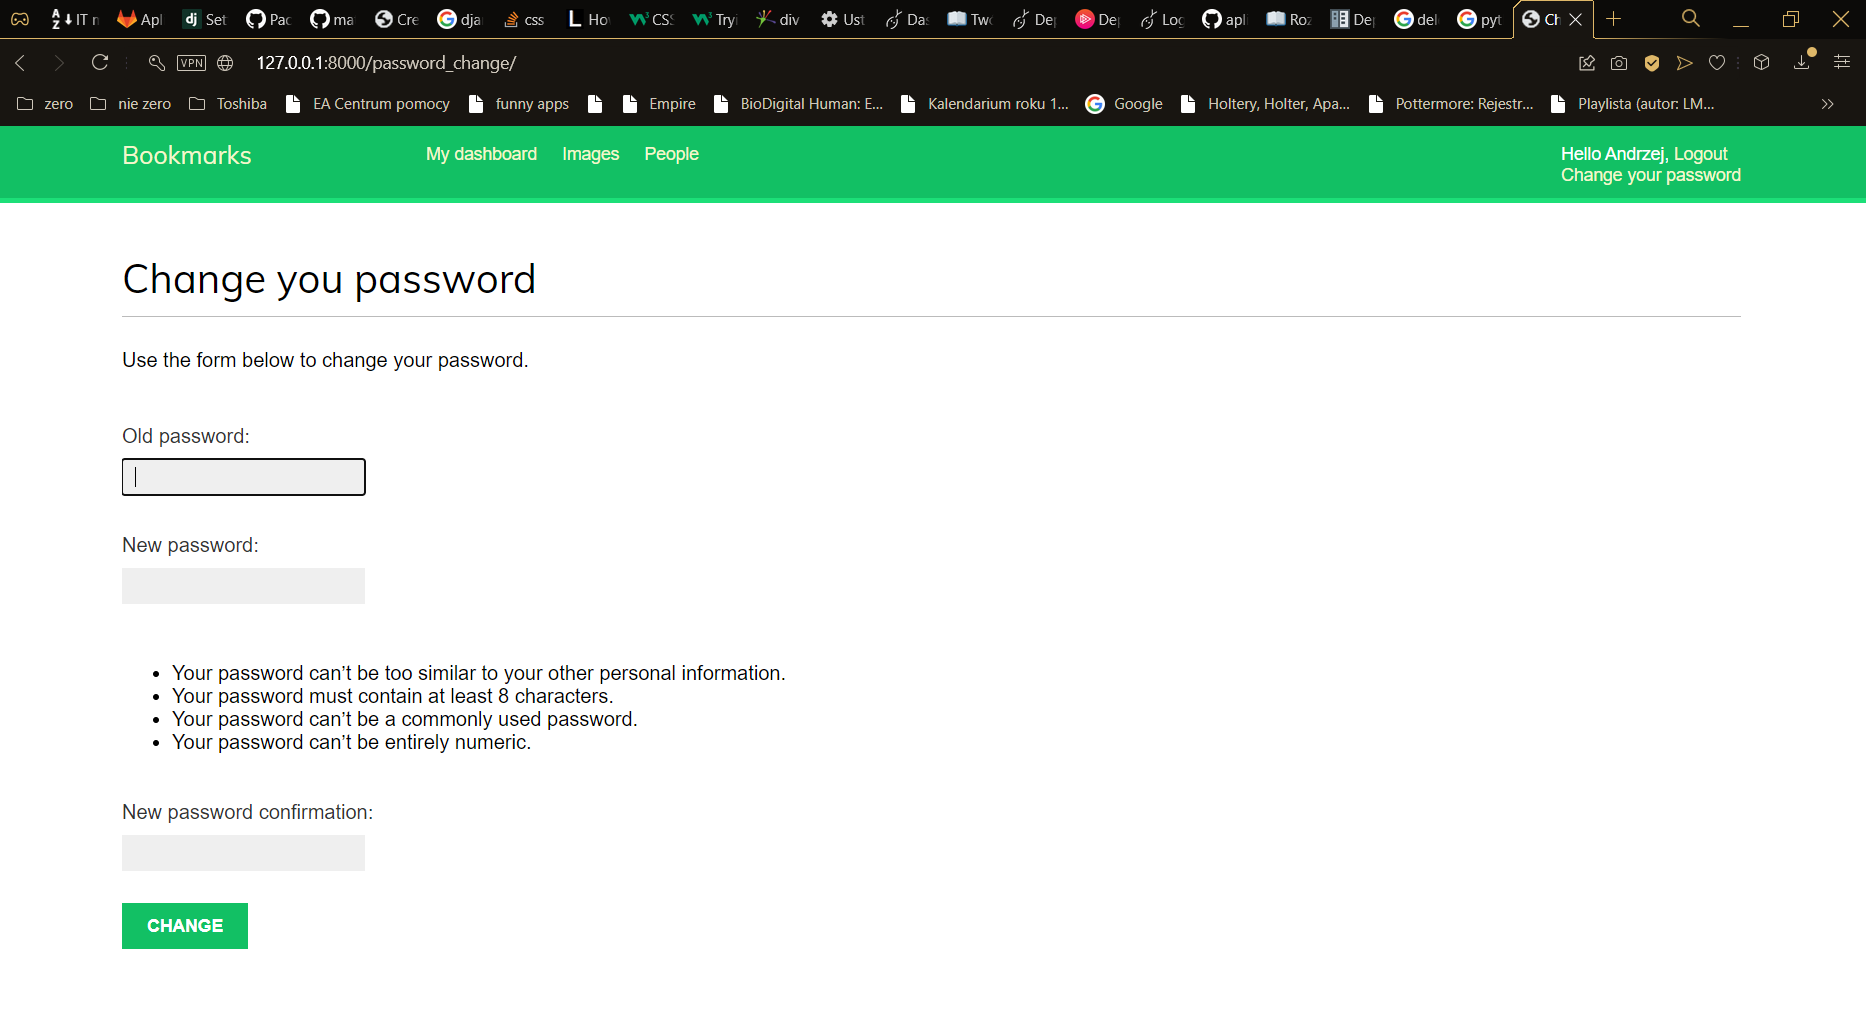 IT n Apl Set Pac ma Cre dja css Ho CSS Tryi div Ust Das Two Dep Dep Log apli Roz Dep del pyt Ch
VPN 127.0.0.1:8000/password_change/
zero nie zero Toshiba EA Centrum pomocy funny apps Empire BioDigital Human: E... Kalendarium roku 1... Google Holtery, Holter, Apa... Pottermore: Rejestr... Playlista (autor: LM...
Bookmarks My dashboard Images People Hello Andrzej, Logout
Change your password
Change you password
Use the form below to change your password.
Old password:
New password:
• Your password can’t be too similar to your other personal information.
• Your password must contain at least 8 characters.
• Your password can’t be a commonly used password.
• Your password can’t be entirely numeric.
New password confirmation:
CHANGE